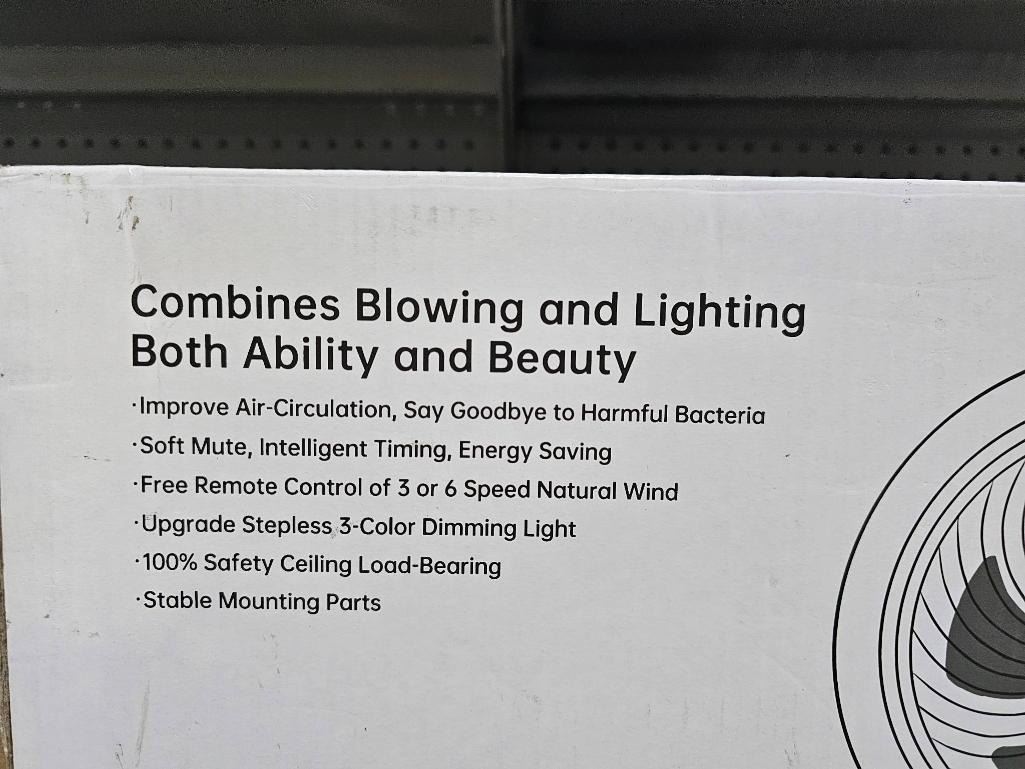 Combines Blowing and Lighting
Both Ability and Beauty
·Improve Air-Circulation, Say Goodbye to Harmful Bacteria
·Soft Mute, Intelligent Timing, Energy Saving
·Free Remote Control of 3 or 6 Speed Natural Wind
·Upgrade Stepless 3-Color Dimming Light
·100% Safety Ceiling Load-Bearing
·Stable Mounting Parts